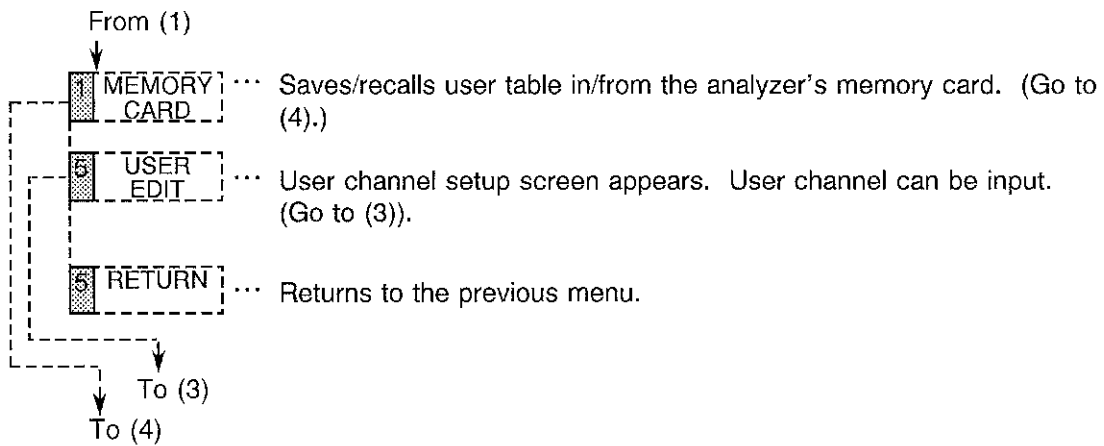 From (1)
1 MEMORY CARD ... Saves/recalls user table in/from the analyzer's memory card. (Go to
(4).)
5 USER EDIT ... User channel setup screen appears. User channel can be input.
(Go to (3)).
5 RETURN ... Returns to the previous menu.
To (3)
To (4)